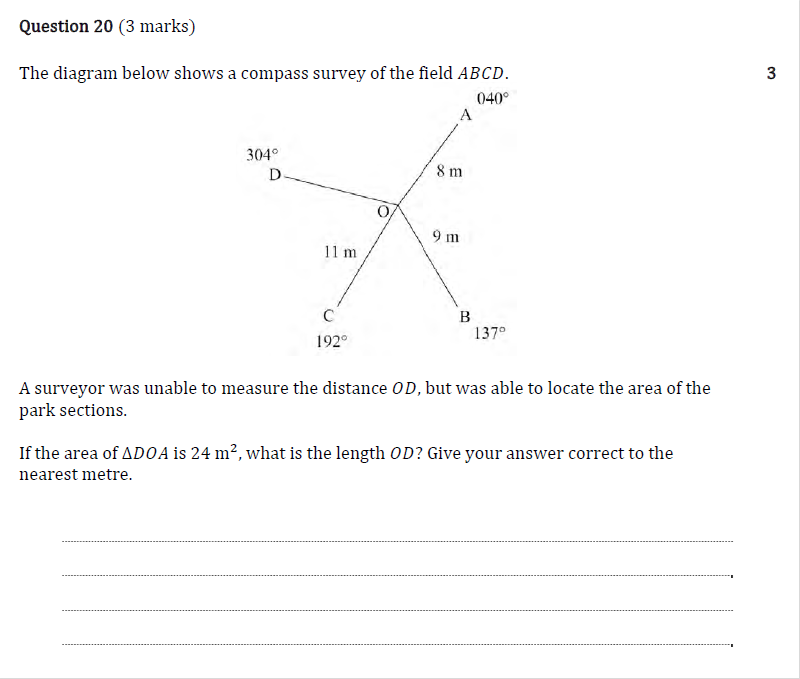 Question 20 (3 marks)
The diagram below shows a compass survey of the field ABCD.
3
040°
A
304°
D
8 m
O
9 m
11 m
C
B
192°
137°
A surveyor was unable to measure the distance OD, but was able to locate the area of the
park sections.
If the area of ΔDOA is 24 m², what is the length OD? Give your answer correct to the
nearest metre.